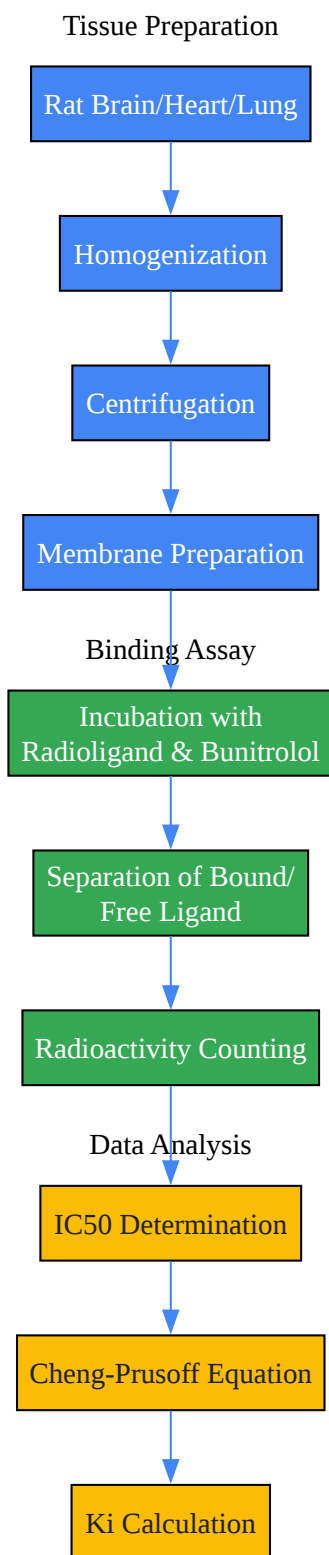 Tissue Preparation
Rat Brain/Heart/Lung
Homogenization
Centrifugation
Membrane Preparation
Binding Assay
Incubation with
Radioligand & Bunitrolol
Separation of Bound/
Free Ligand
Radioactivity Counting
Data Analysis
IC50 Determination
Cheng-Prusoff Equation
Ki Calculation